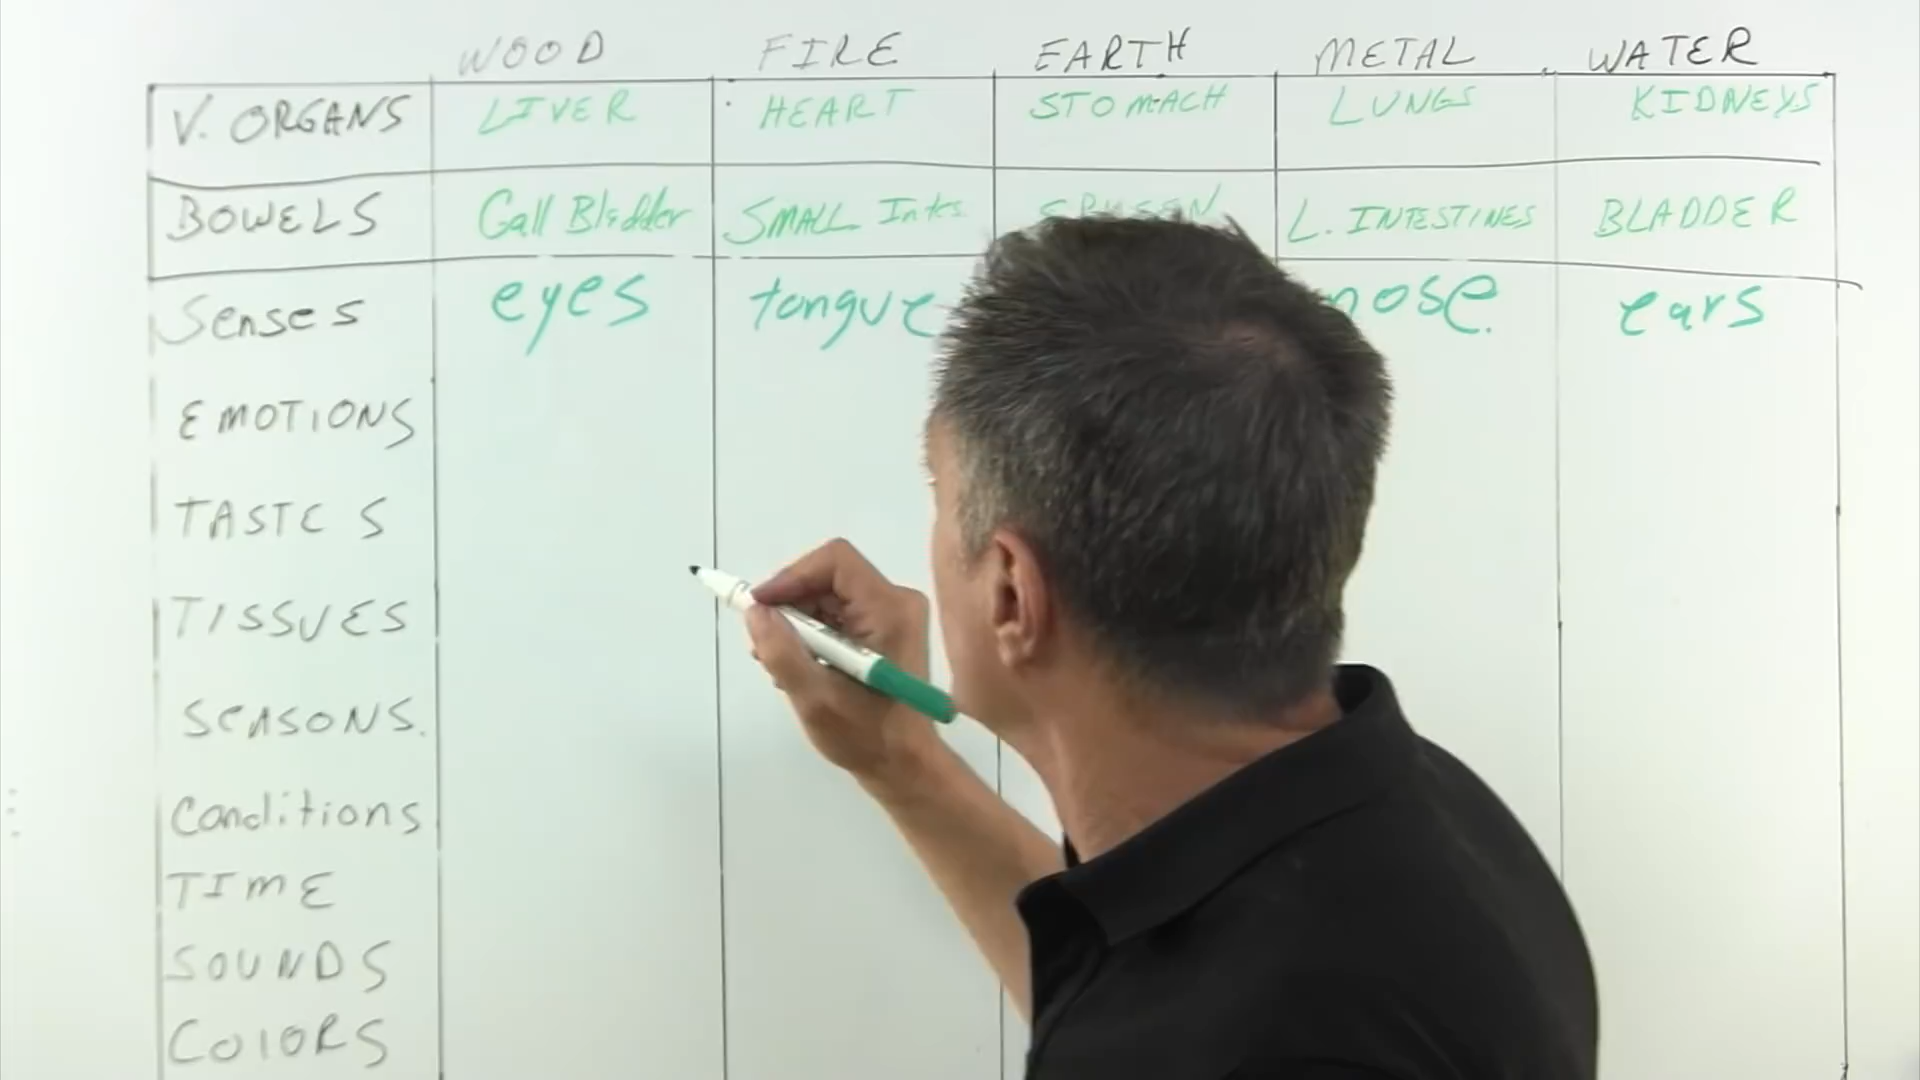 WOOD FIRE EARTH METAL WATER
V. ORGANS LIVER HEART STOMACH LUNGS KIDNEYS
BOWELS Gall Bladder SMALL Intes. L. INTESTINES BLADDER
Senses eyes tongue nose. ears
EMOTIONS
TASTES
TISSUES
SEASONS.
Conditions
TIME
SOUNDS
COLORS